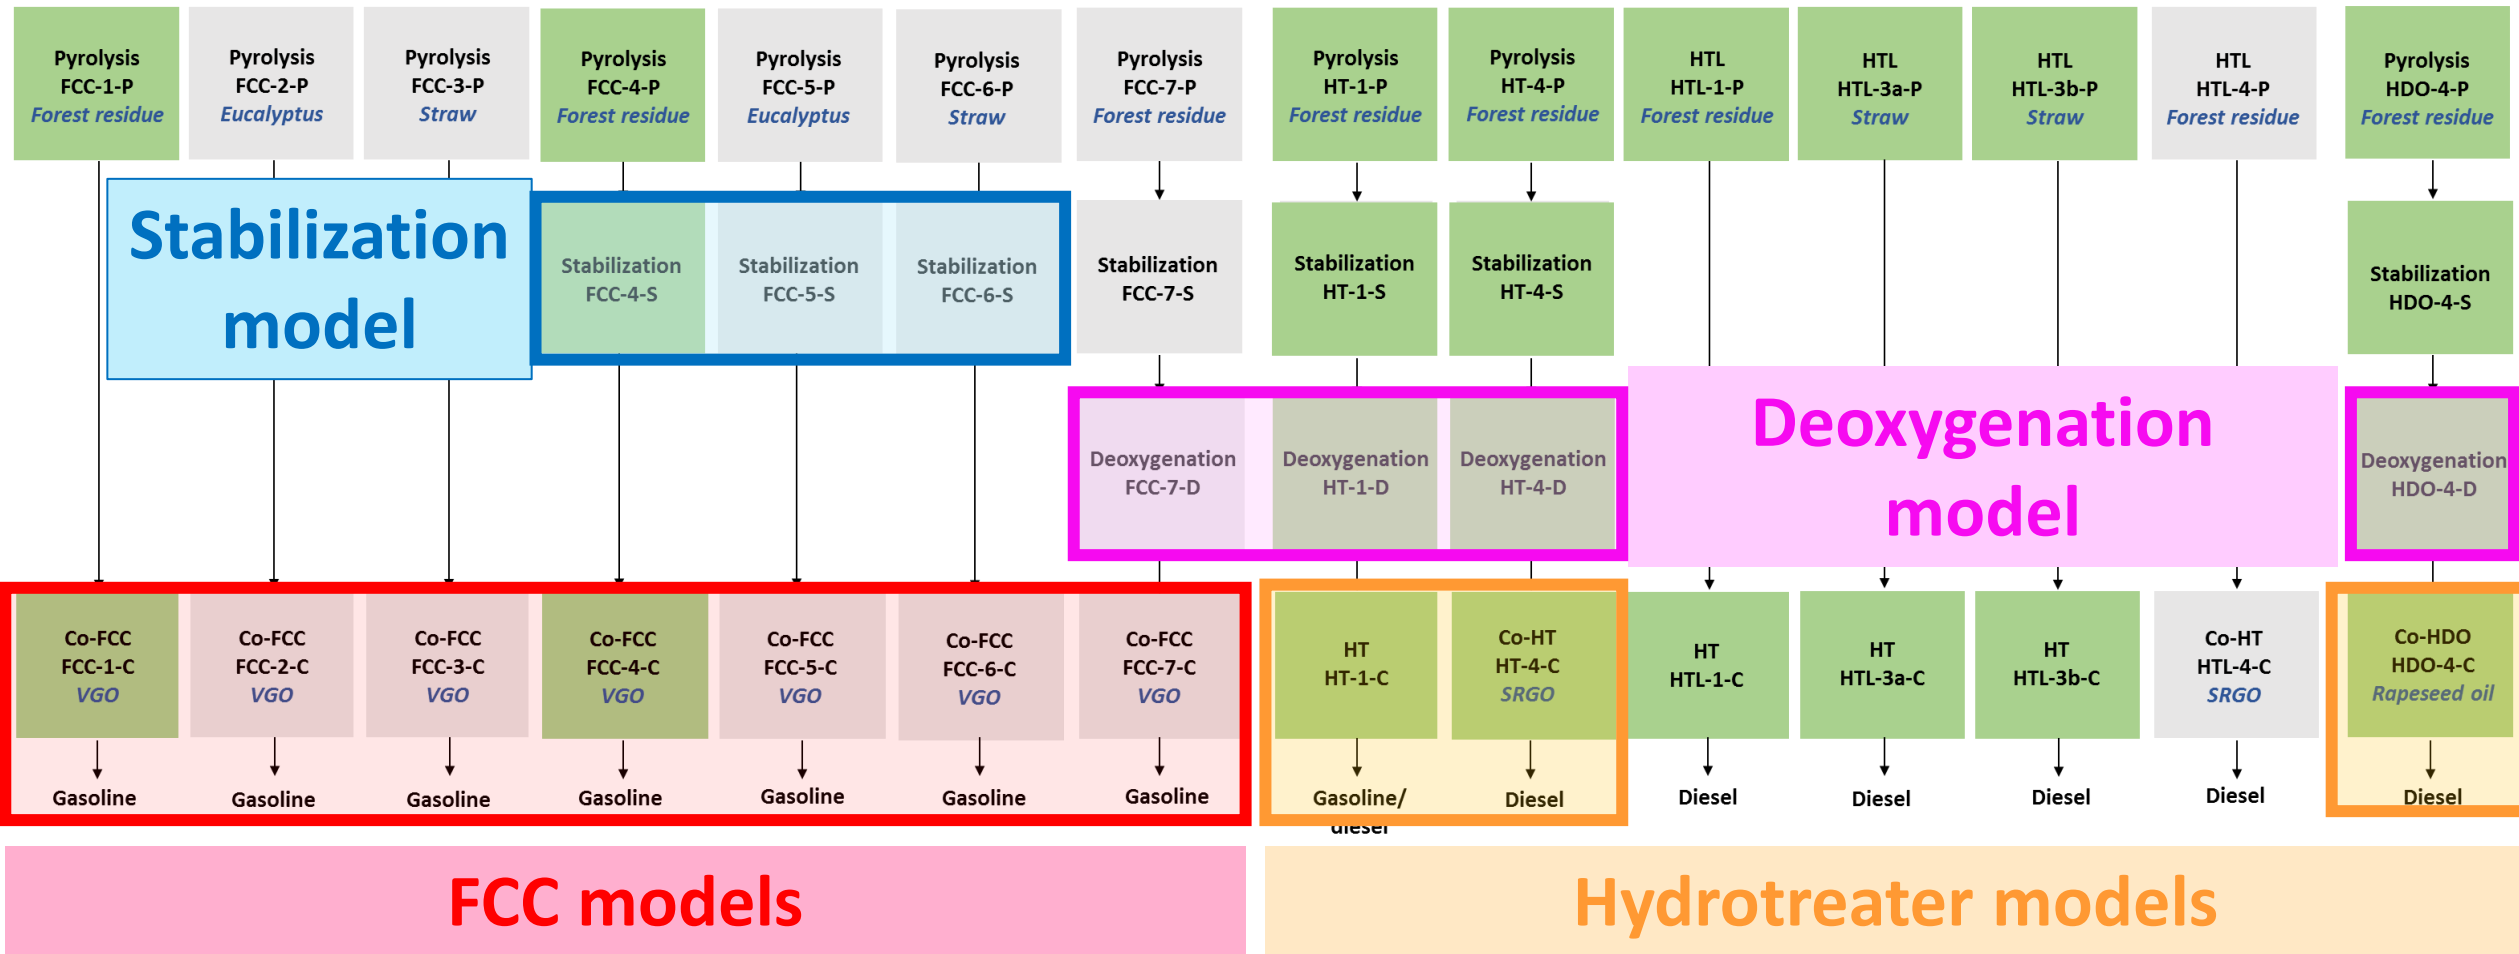 Pyrolysis
FCC-1-P
Forest residue
Pyrolysis
FCC-2-P
Eucalyptus
Pyrolysis
FCC-3-P
Straw
Pyrolysis
FCC-4-P
Forest residue
Pyrolysis
FCC-5-P
Eucalyptus
Pyrolysis
FCC-6-P
Straw
Pyrolysis
FCC-7-P
Forest residue
Pyrolysis
HT-1-P
Forest residue
Pyrolysis
HT-4-P
Forest residue
HTL
HTL-1-P
Forest residue
HTL
HTL-3a-P
Straw
HTL
HTL-3b-P
Straw
HTL
HTL-4-P
Forest residue
Pyrolysis
HDO-4-P
Forest residue
Stabilization
model
Stabilization
FCC-4-S
Stabilization
FCC-5-S
Stabilization
FCC-6-S
Stabilization
FCC-7-S
Stabilization
HT-1-S
Stabilization
HT-4-S
Stabilization
HDO-4-S
Deoxygenation
FCC-7-D
Deoxygenation
HT-1-D
Deoxygenation
HT-4-D
Deoxygenation
model
Deoxygenation
HDO-4-D
Co-FCC
FCC-1-C
VGO
Co-FCC
FCC-2-C
VGO
Co-FCC
FCC-3-C
VGO
Co-FCC
FCC-4-C
VGO
Co-FCC
FCC-5-C
VGO
Co-FCC
FCC-6-C
VGO
Co-FCC
FCC-7-C
VGO
HT
HT-1-C
Co-HT
HT-4-C
SRGO
HT
HTL-1-C
HT
HTL-3a-C
HT
HTL-3b-C
Co-HT
HTL-4-C
SRGO
Co-HDO
HDO-4-C
Rapeseed oil
Gasoline
Gasoline
Gasoline
Gasoline
Gasoline
Gasoline
Gasoline
Gasoline/
diesel
Diesel
Diesel
Diesel
Diesel
Diesel
Diesel
FCC models
Hydrotreater models